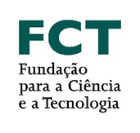 FCT
Fundação
para a Ciência
e a Tecnologia